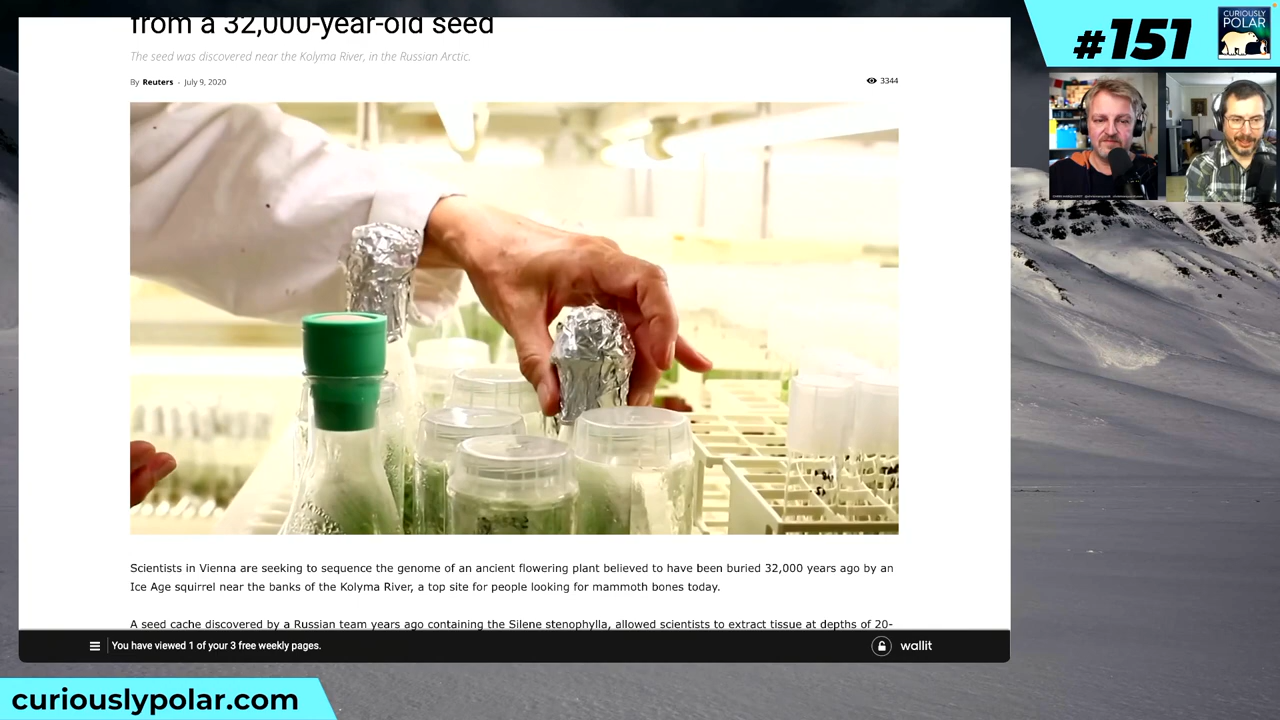 from a 32,000-year-old seed
The seed was discovered near the Kolyma River, in the Russian Arctic.
By Reuters - July 9, 2020
3344
Scientists in Vienna are seeking to sequence the genome of an ancient flowering plant believed to have been buried 32,000 years ago by an
Ice Age squirrel near the banks of the Kolyma River, a top site for people looking for mammoth bones today.
A seed cache discovered by a Russian team years ago containing the Silene stenophylla, allowed scientists to extract tissue at depths of 20-
You have viewed 1 of your 3 free weekly pages.
wallit
#151
CURIOUSLY
POLAR
curiouslypolar.com